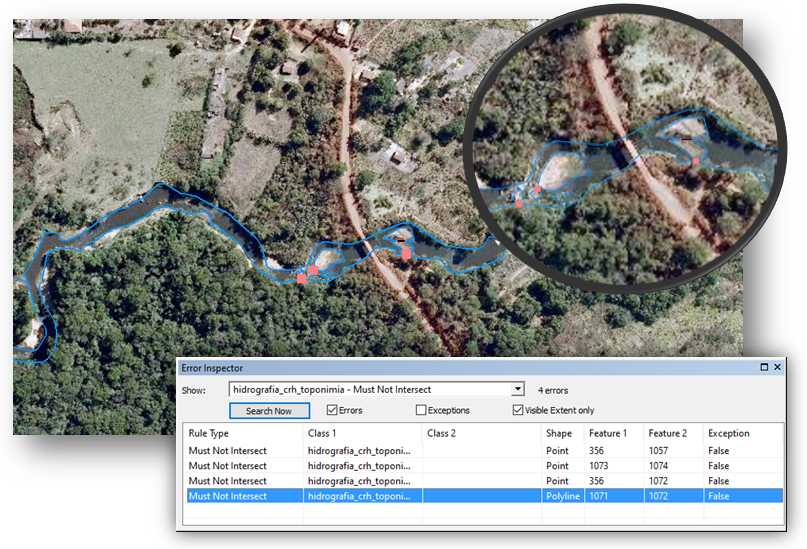 Error Inspector
Show: hidrografia_crh_toponimia - Must Not Intersect 4 errors
Search Now Errors Exceptions Visible Extent only
Rule Type Class 1 Class 2 Shape Feature 1 Feature 2 Exception
Must Not Intersect hidrografia_crh_toponi... Point 356 1057 False
Must Not Intersect hidrografia_crh_toponi... Point 1073 1074 False
Must Not Intersect hidrografia_crh_toponi... Point 356 1072 False
Must Not Intersect hidrografia_crh_toponi... Polyline 1071 1072 False